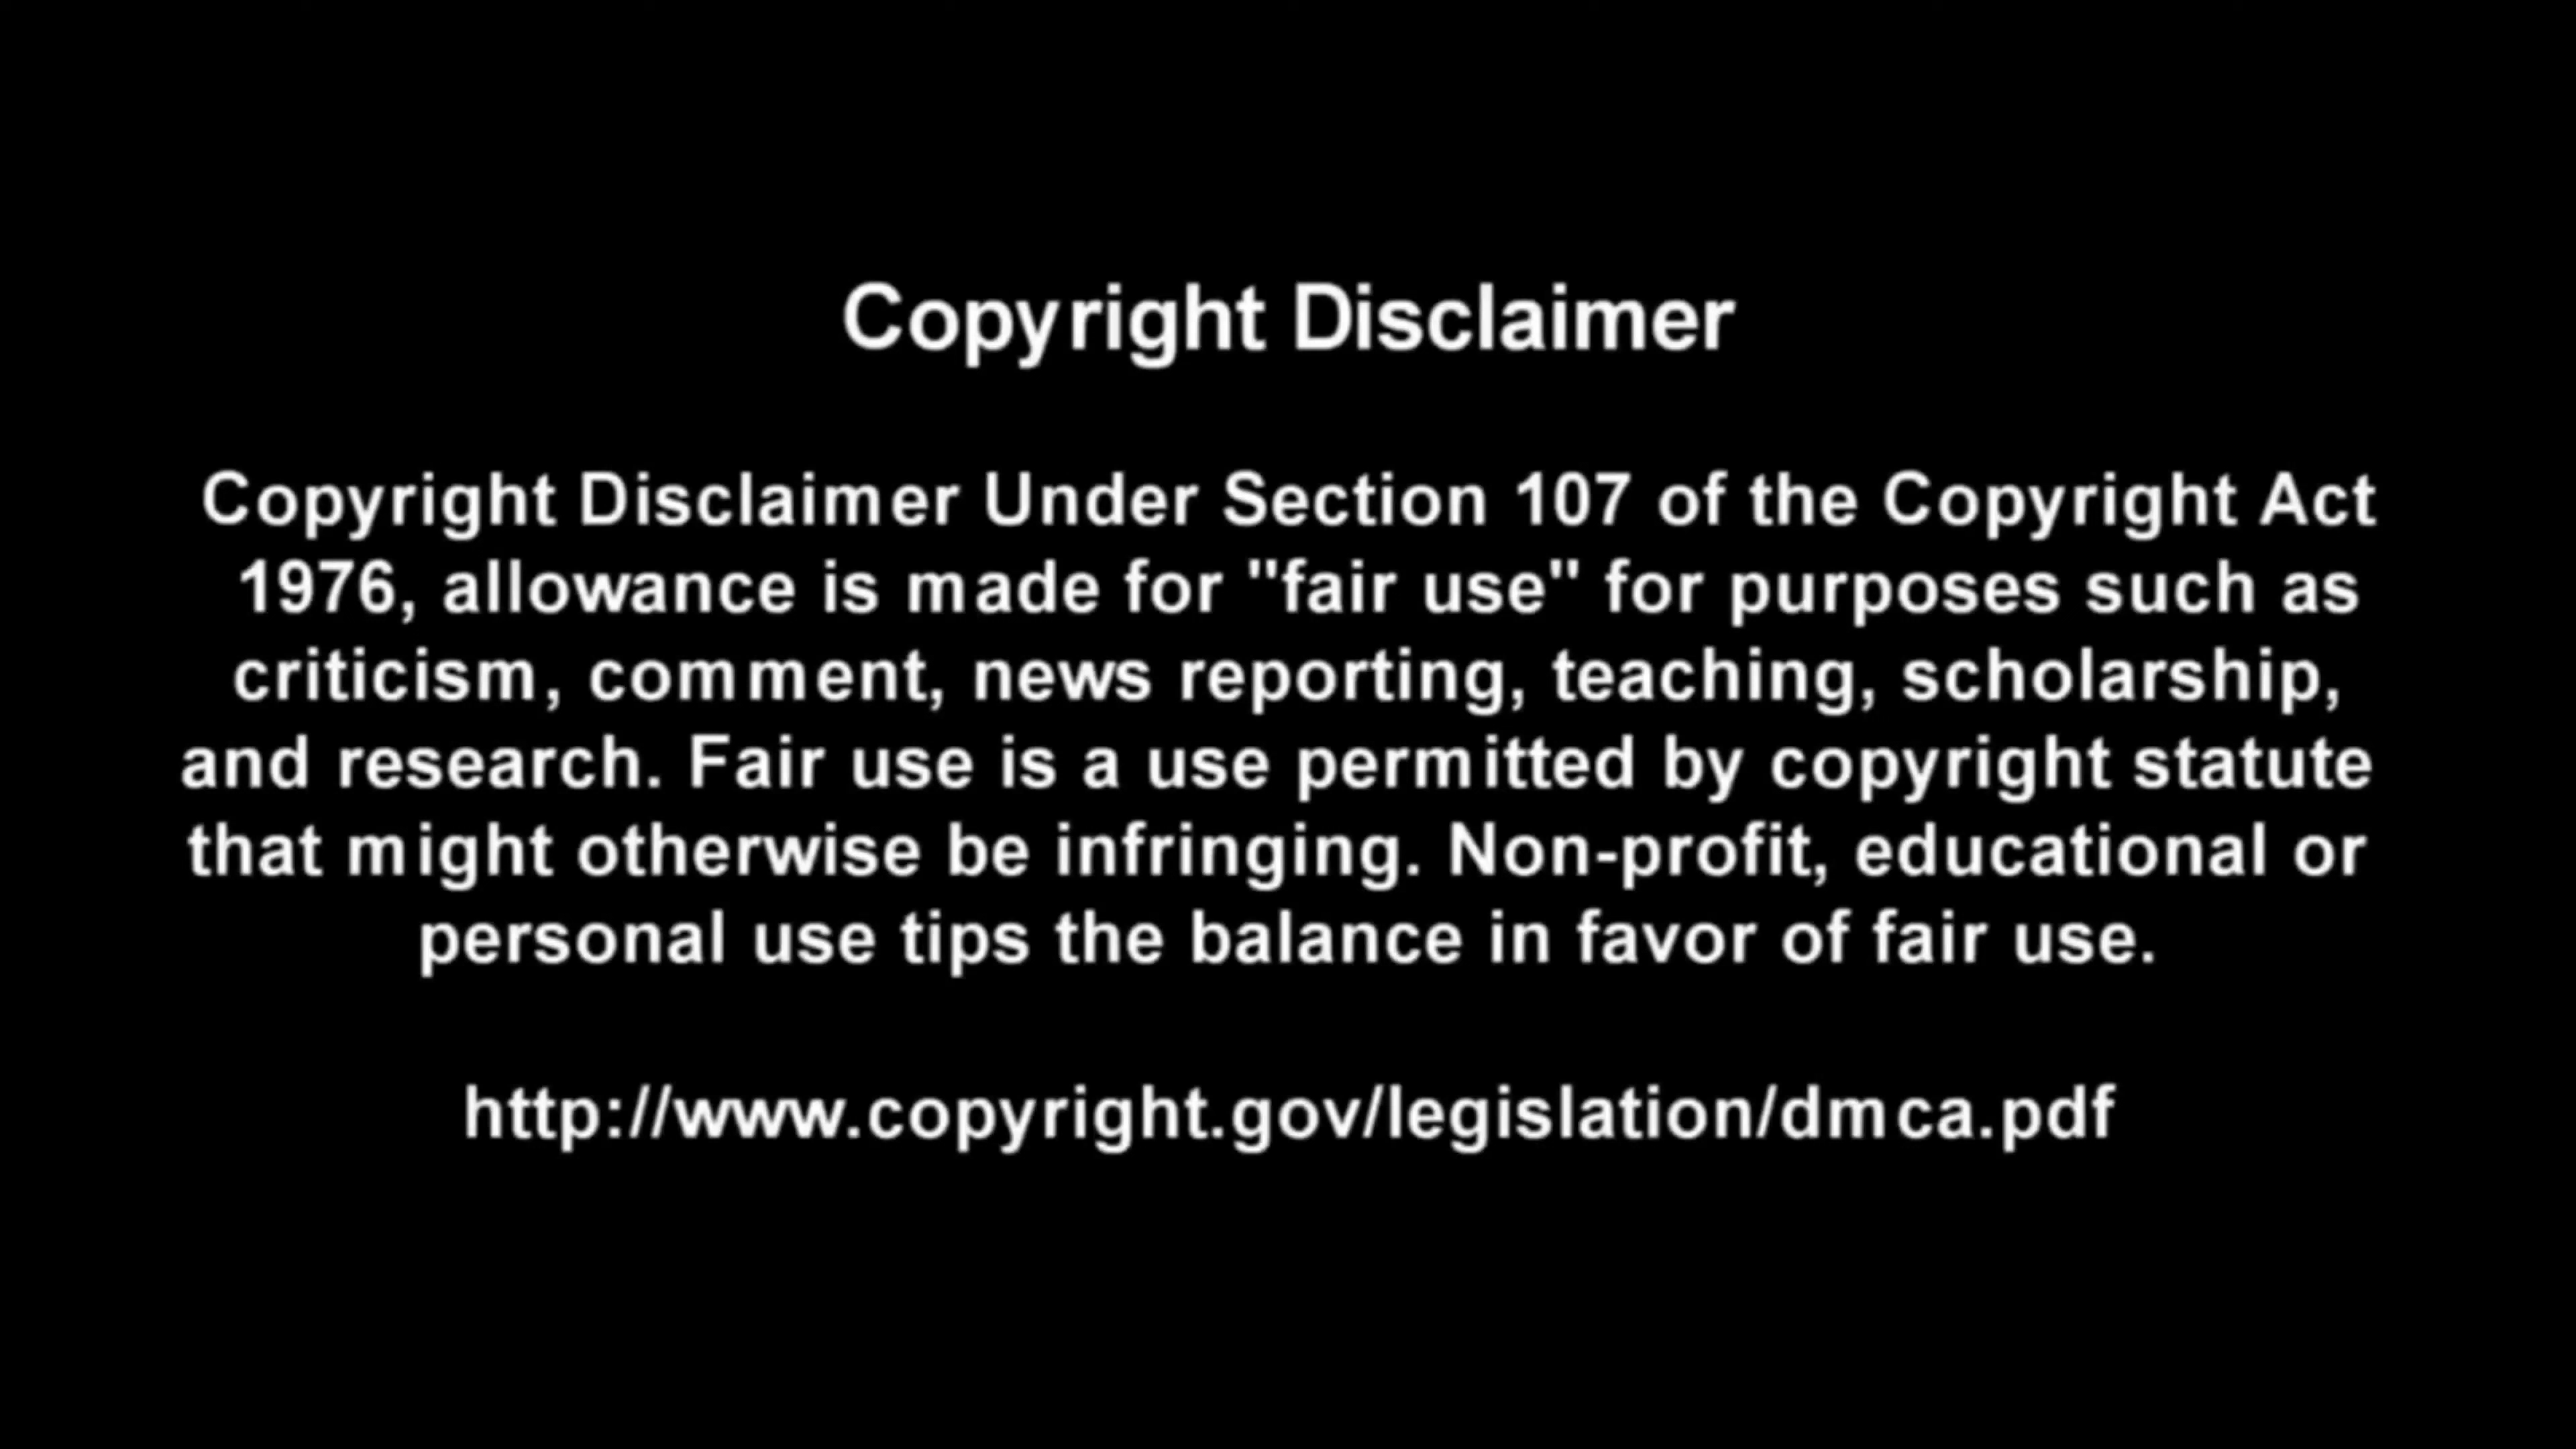 Copyright Disclaimer
Copyright Disclaimer Under Section 107 of the Copyright Act
1976, allowance is made for "fair use" for purposes such as
criticism, comment, news reporting, teaching, scholarship,
and research. Fair use is a use permitted by copyright statute
that might otherwise be infringing. Non-profit, educational or
personal use tips the balance in favor of fair use.
http://www.copyright.gov/legislation/dmca.pdf